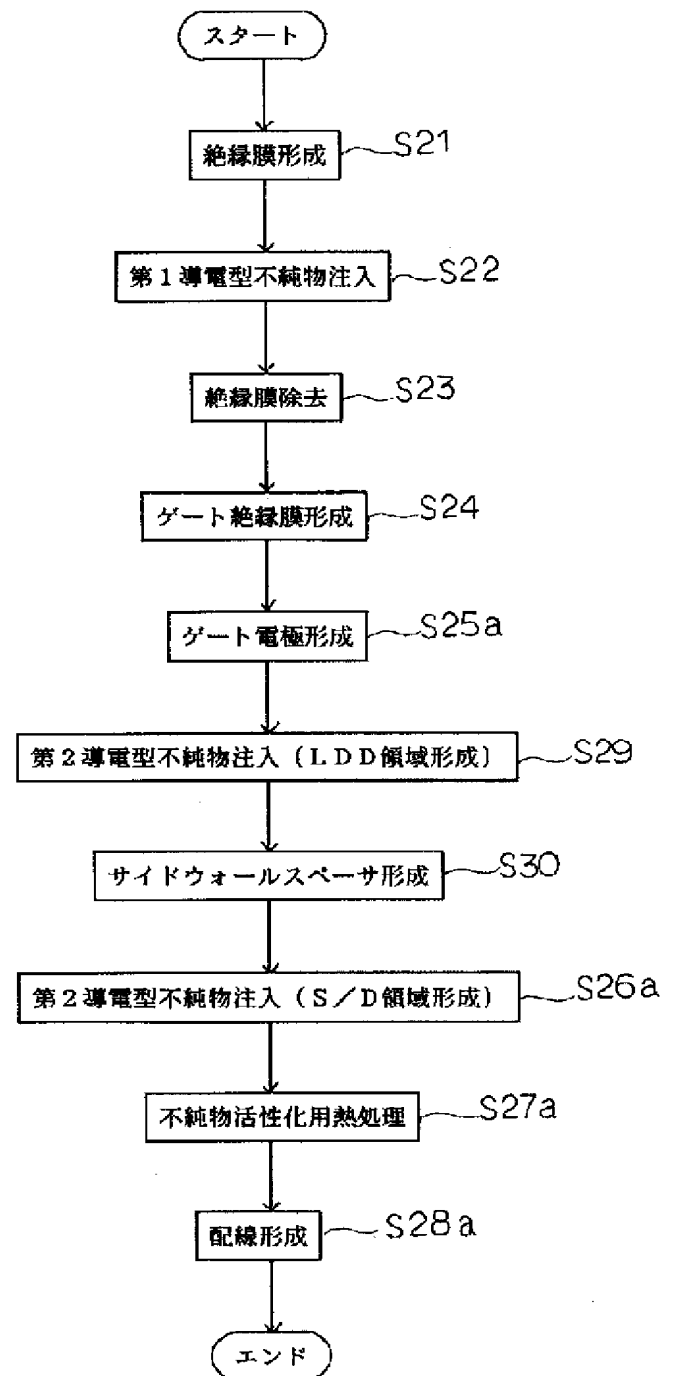 スタート
絶縁膜形成 S21
第1導電型不純物注入 S22
絶縁膜除去 S23
ゲート絶縁膜形成 S24
ゲート電極形成 S25a
第2導電型不純物注入(LDD領域形成) S29
サイドウォールスペーサ形成 S30
第2導電型不純物注入(S/D領域形成) S26a
不純物活性化用熱処理 S27a
配線形成 S28a
エンド